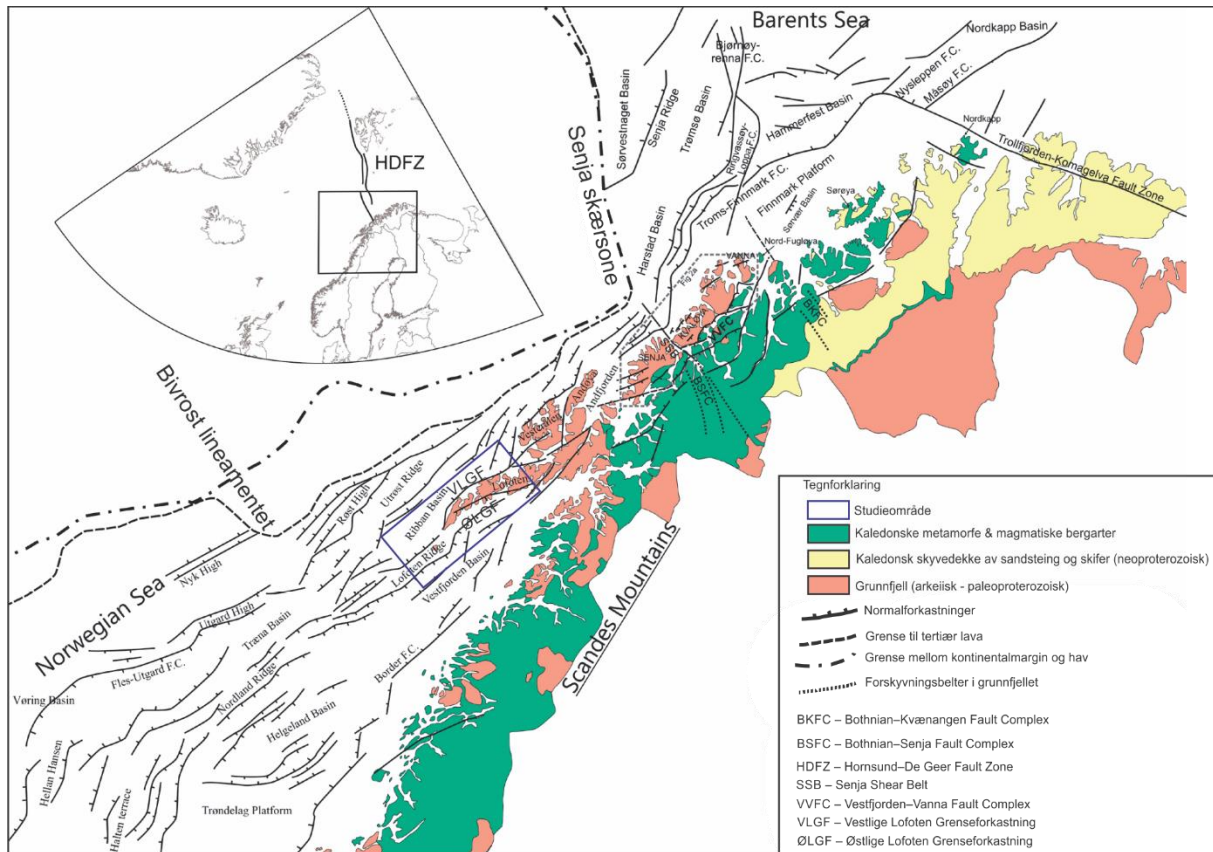 Barents Sea
Nordkapp Basin
Bjørnøy-
renna F.C.
Nysleppen F.C.
Måsøy F.C.
Sørvestnaget Basin
Senja Ridge
Tromsø Basin
Ringvassøy-
Loppa F.C.
Hammerfest Basin
Nordkapp
Trollfjorden-Komagelva Fault Zone
HDFZ
Senja skærsone
Harstad Basin
Troms-Finnmark F.C.
Finnmark Platform
Sørvær Basin
Sørøya
Nord-Fugløya
VANNA
Fig. 2a
VVFC
BKFC
SENJA
BSFC
Andfjorden
Andøya
Vesterålen
Bivrost lineamentet
Røst High
Utrøst Ridge
Ribban Basin
VLGF
Lofoten
ØLGF
Lofoten Ridge
Vestfjorden Basin
Scandes Mountains
Norwegian Sea
Nyk High
Utgard High
Træna Basin
Fles-Utgard F.C.
Nordland Ridge
Border F.C.
Vøring Basin
Helgeland Basin
Hellan Hansen
Halten terrace
Trøndelag Platform
Tegnforklaring
Studieområde
Kaledonske metamorfe & magmatiske bergarter
Kaledonsk skyvedekke av sandsteing og skifer (neoproterozoisk)
Grunnfjell (arkeiisk - paleoproterozoisk)
Normalforkastninger
Grense til tertiær lava
Grense mellom kontinentalmargin og hav
Forskyvningsbelter i grunnfjellet
BKFC – Bothnian–Kvænangen Fault Complex
BSFC – Bothnian–Senja Fault Complex
HDFZ – Hornsund–De Geer Fault Zone
SSB – Senja Shear Belt
VVFC – Vestfjorden–Vanna Fault Complex
VLGF – Vestlige Lofoten Grenseforkastning
ØLGF – Østlige Lofoten Grenseforkastning